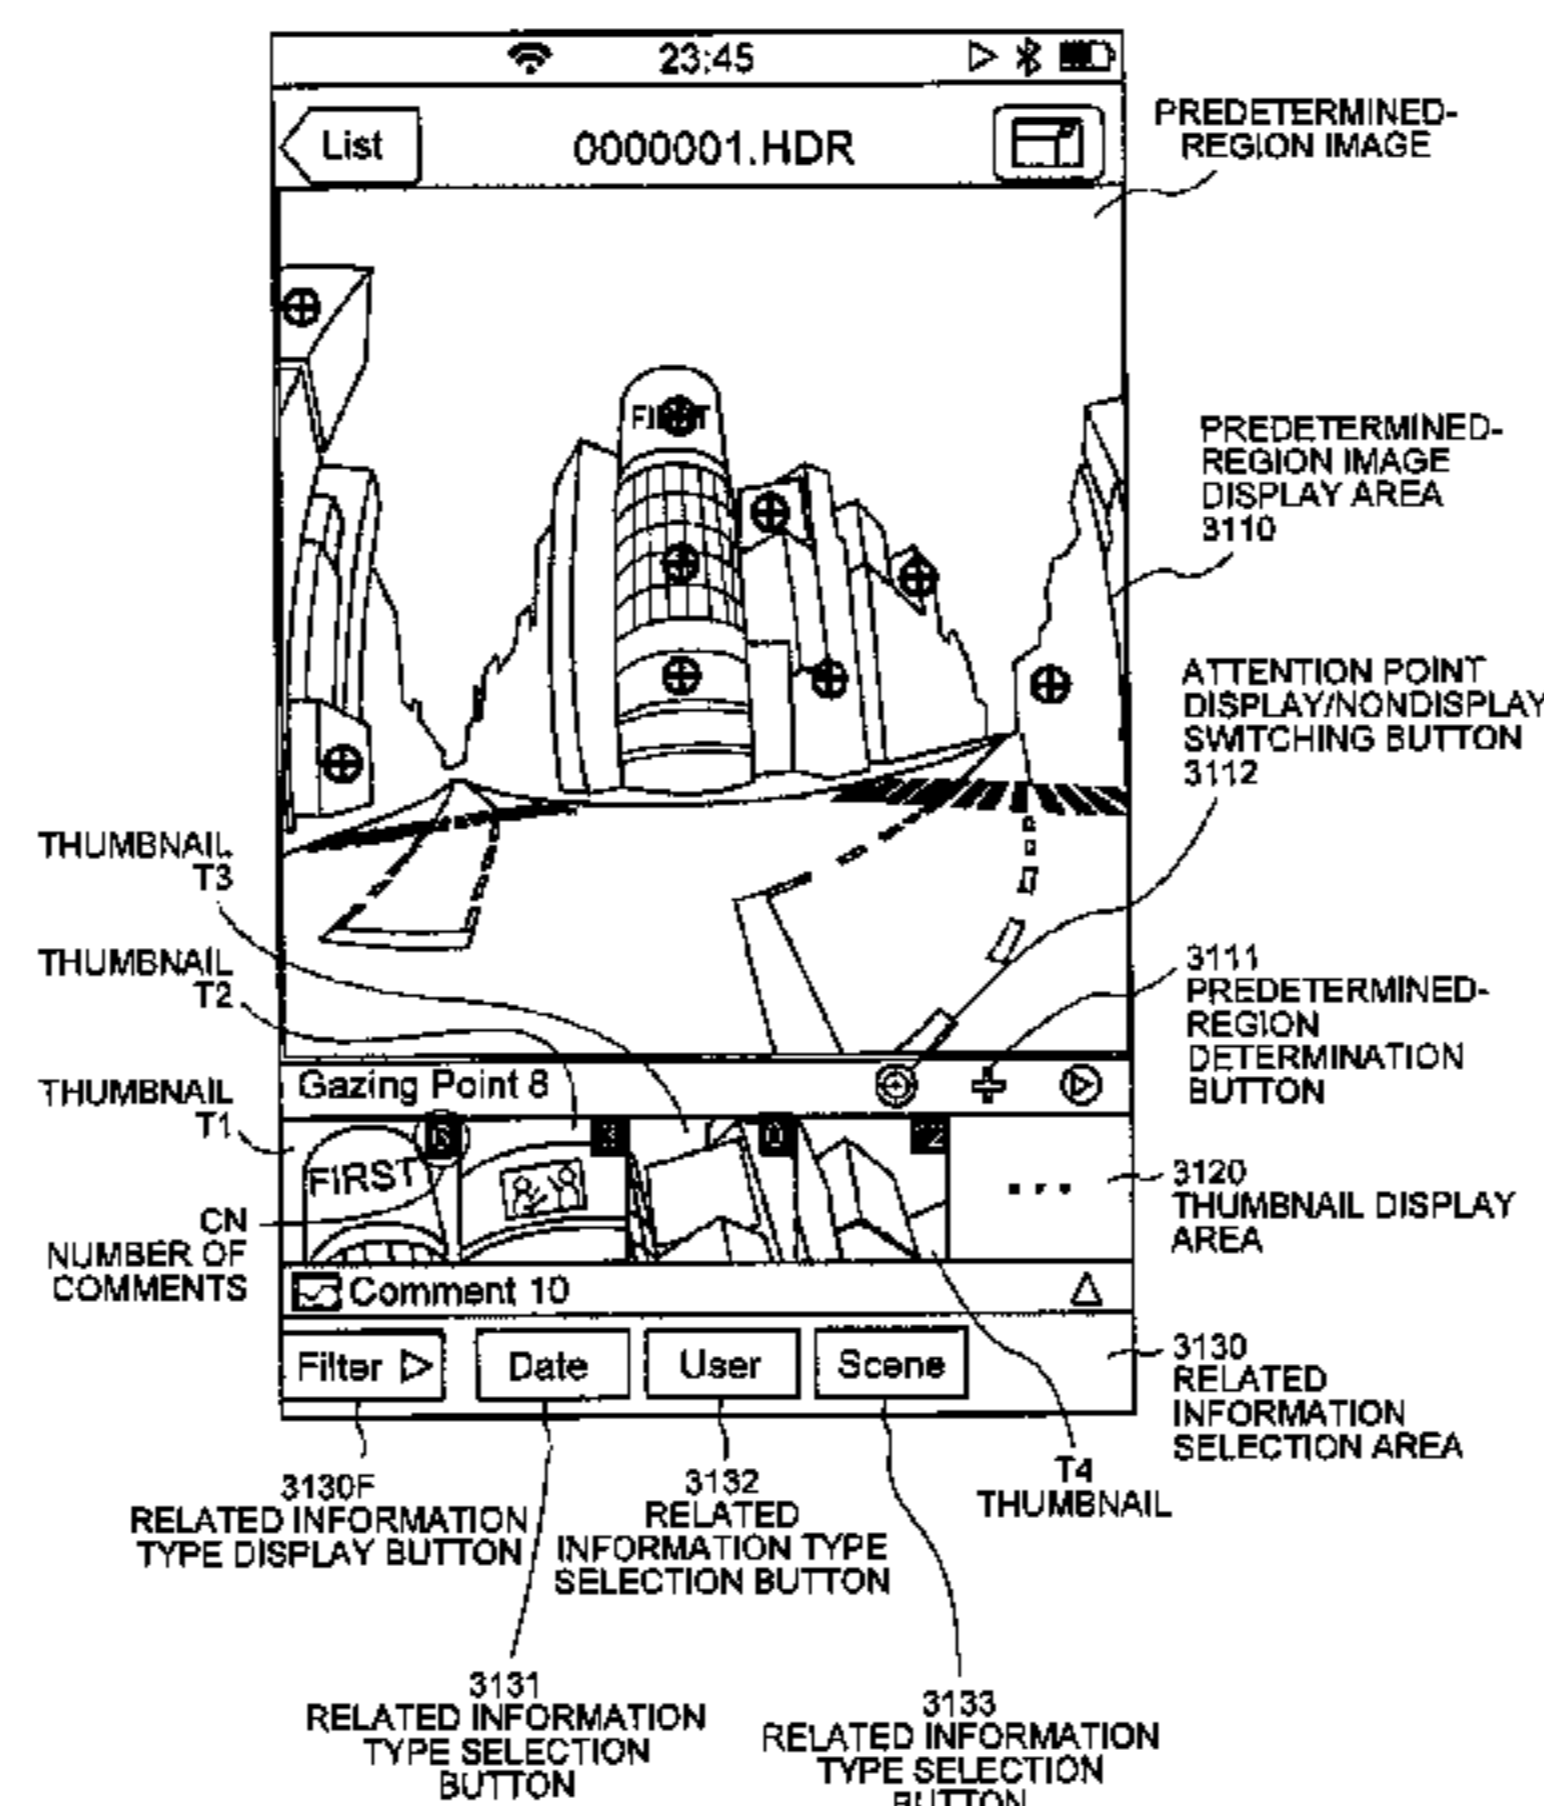 23:45
List
0000001.HDR
PREDETERMINED-
REGION IMAGE
PREDETERMINED-
REGION IMAGE
DISPLAY AREA
3110
ATTENTION POINT
DISPLAY/NONDISPLAY
SWITCHING BUTTON
3112
THUMBNAIL
T3
THUMBNAIL
T2
3111
PREDETERMINED-
REGION
DETERMINATION
BUTTON
Gazing Point 8
THUMBNAIL
T1
FIRST
...
3120
THUMBNAIL DISPLAY
AREA
CN
NUMBER OF
COMMENTS
Comment 10
Filter
Date
User
Scene
3130
RELATED
INFORMATION
SELECTION AREA
T4
THUMBNAIL
3130F
RELATED INFORMATION
TYPE DISPLAY BUTTON
3132
RELATED
INFORMATION TYPE
SELECTION BUTTON
3131
RELATED INFORMATION
TYPE SELECTION
BUTTON
3133
RELATED INFORMATION
TYPE SELECTION
BUTTON